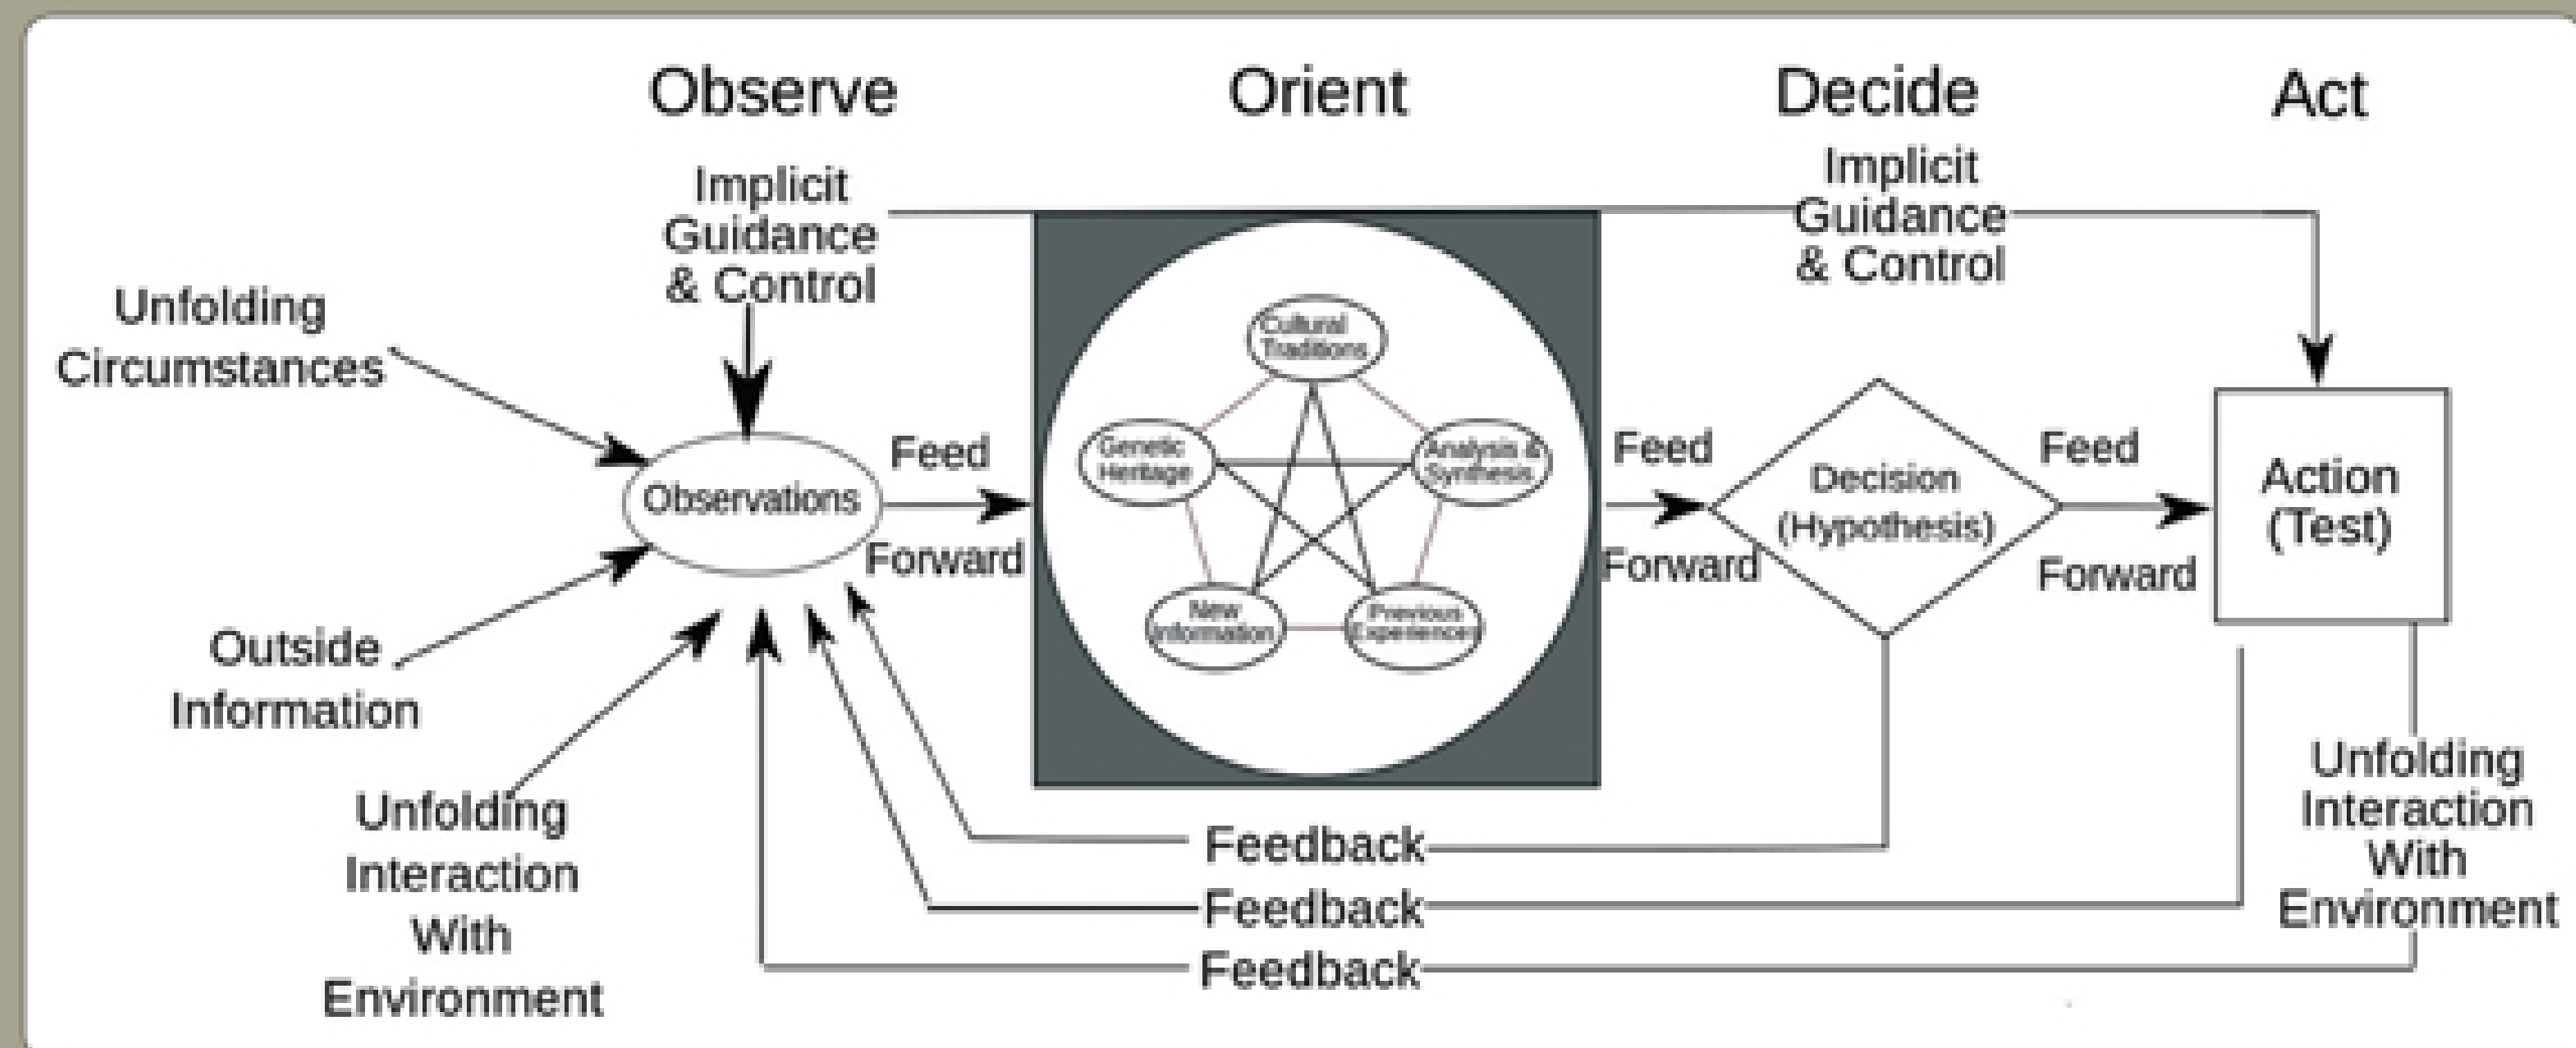 Observe
Orient
Decide
Act
Implicit
Guidance
& Control
Implicit
Guidance
& Control
Unfolding
Circumstances
Cultural
Traditions
Genetic
Heritage
Analysis &
Synthesis
New
Information
Previous
Experiences
Observations
Feed
Forward
Feed
Forward
Decision
(Hypothesis)
Feed
Forward
Action
(Test)
Outside
Information
Unfolding
Interaction
With
Environment
Feedback
Feedback
Feedback
Unfolding
Interaction
With
Environment